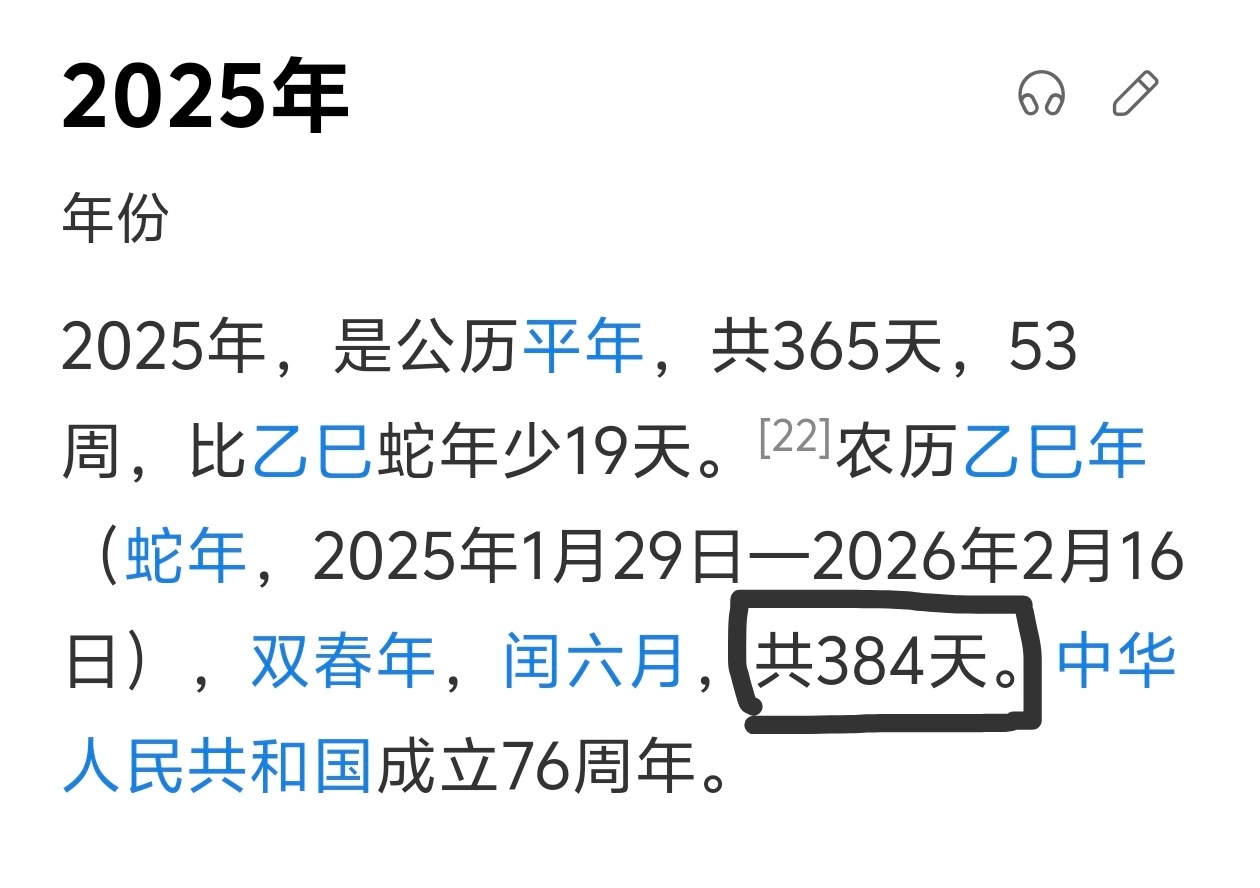 2025年
年份
2025年，是公历平年，共365天，53
周，比乙巳蛇年少19天。[22]农历乙巳年
（蛇年，2025年1月29日—2026年2月16
日），双春年，闰六月，共384天。中华
人民共和国成立76周年。